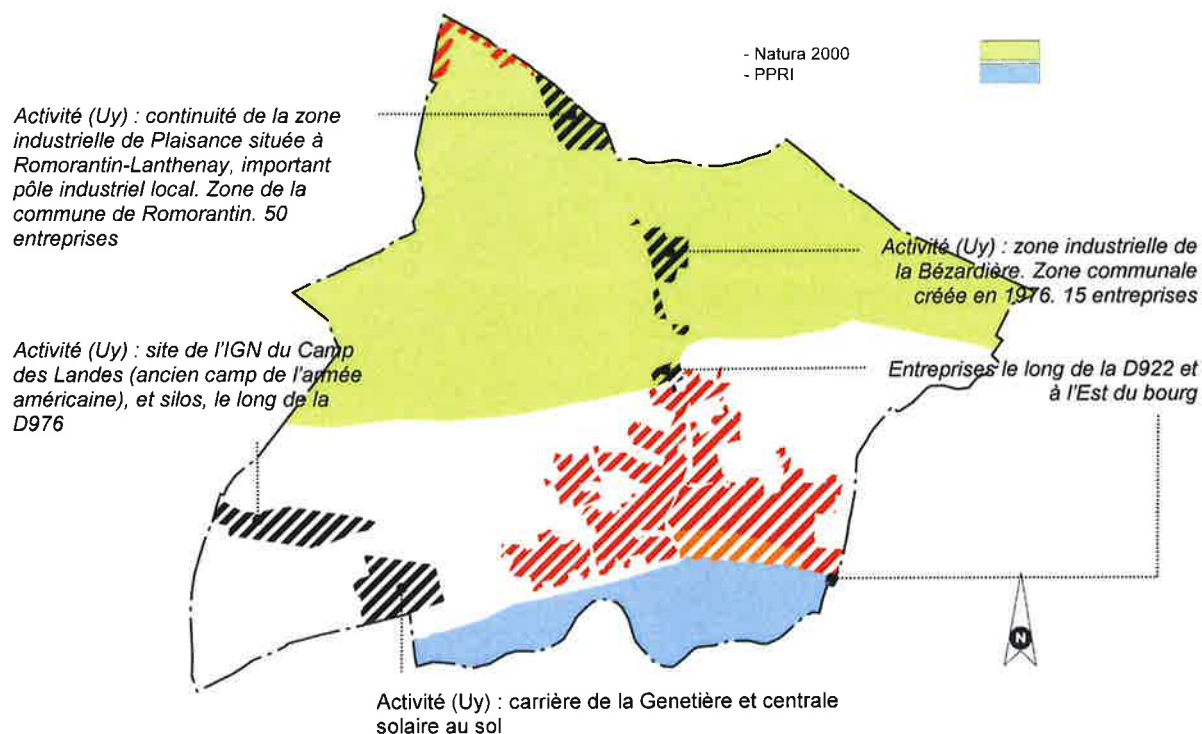 - Natura 2000
- PPRI
Activité (Uy) : continuité de la zone
industrielle de Plaisance située à
Romorantin-Lanthenay, important
pôle industriel local. Zone de la
commune de Romorantin. 50
entreprises
Activité (Uy) : zone industrielle de
la Bézardière. Zone communale
créée en 1976. 15 entreprises
Activité (Uy) : site de l'IGN du Camp
des Landes (ancien camp de l'armée
américaine), et silos, le long de la
D976
Entreprises le long de la D922 et
à l'Est du bourg
N
Activité (Uy) : carrière de la Genetière et centrale
solaire au sol